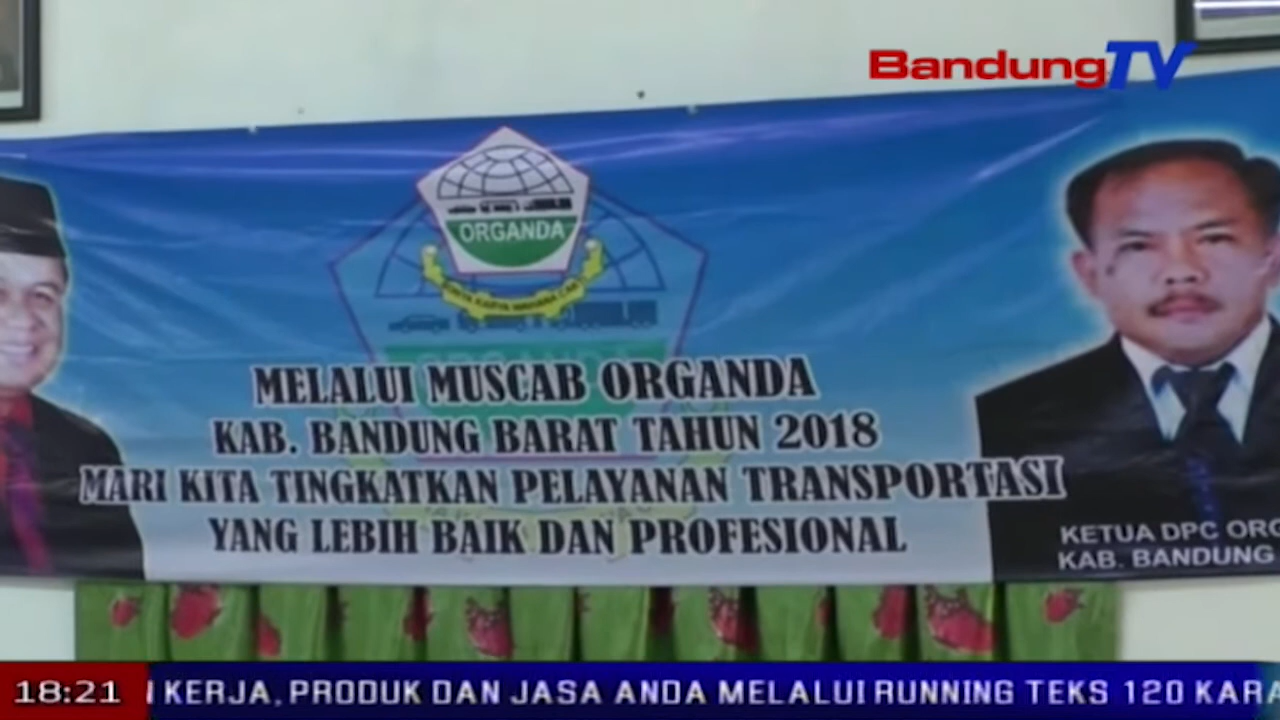 BandungTV
ORGANDA
MELALUI MUSCAB ORGANDA
KAB. BANDUNG BARAT TAHUN 2018
MARI KITA TINGKATKAN PELAYANAN TRANSPORTASI
YANG LEBIH BAIK DAN PROFESIONAL
KETUA DPC ORG
KAB. BANDUNG
18:21
KERJA, PRODUK DAN JASA ANDA MELALUI RUNNING TEKS 120 KARA